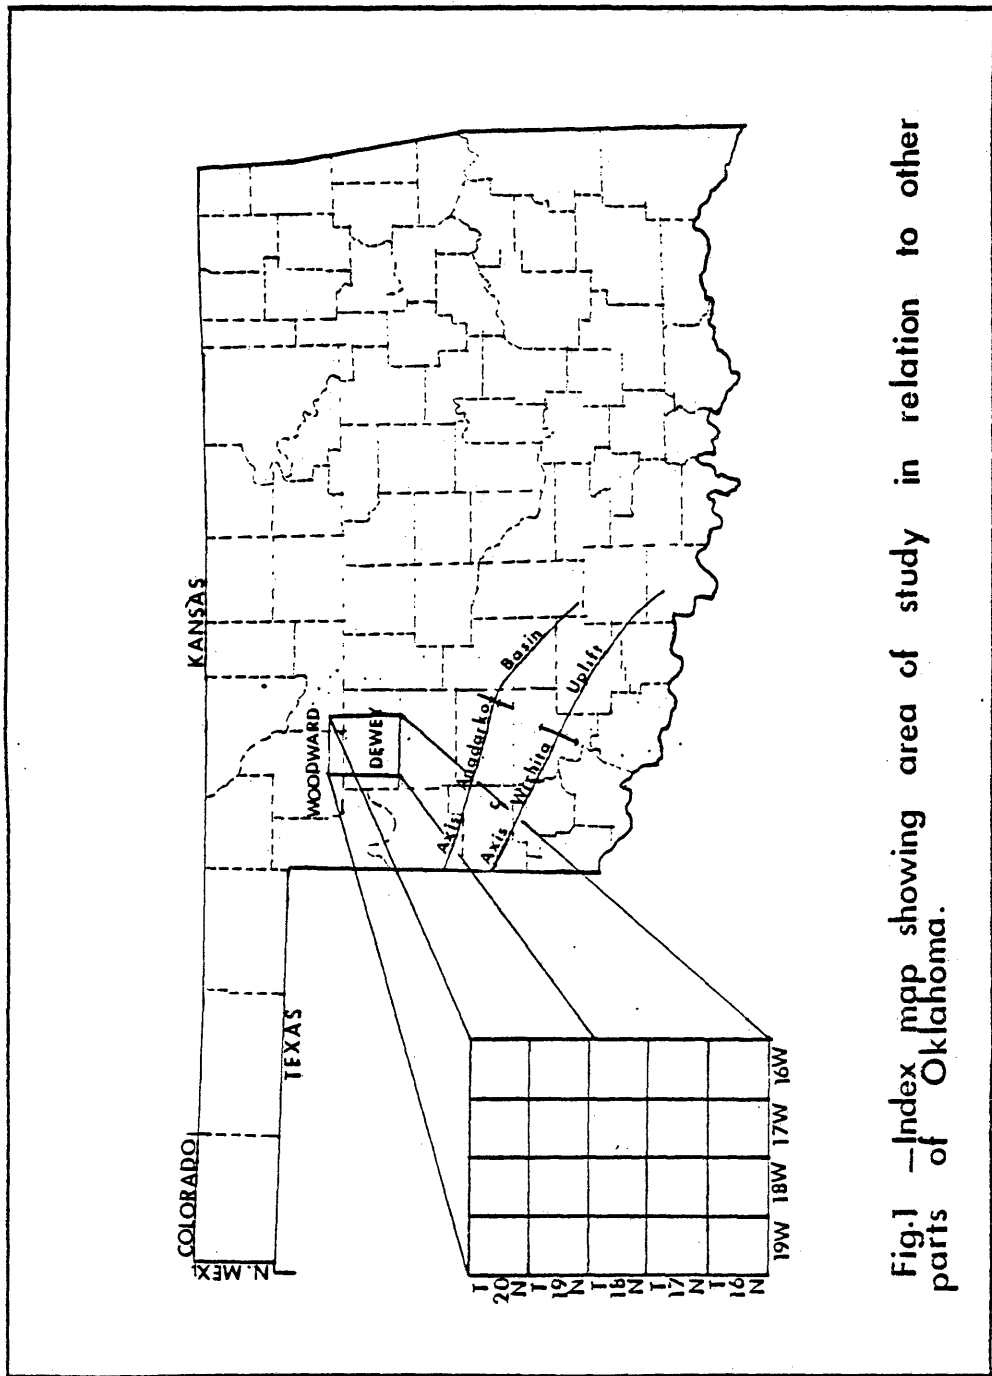 COLORADO
KANSAS
N. MEX.
TEXAS
WOODWARD
DEWEY
Axis Anadarko Basin
Axis Wichita Uplift
T
20
N
T
19
N
T
18
N
T
17
N
T
16
N
19W 18W 17W 16W
Fig.1 —Index map showing area of study in relation to other
parts of Oklahoma.